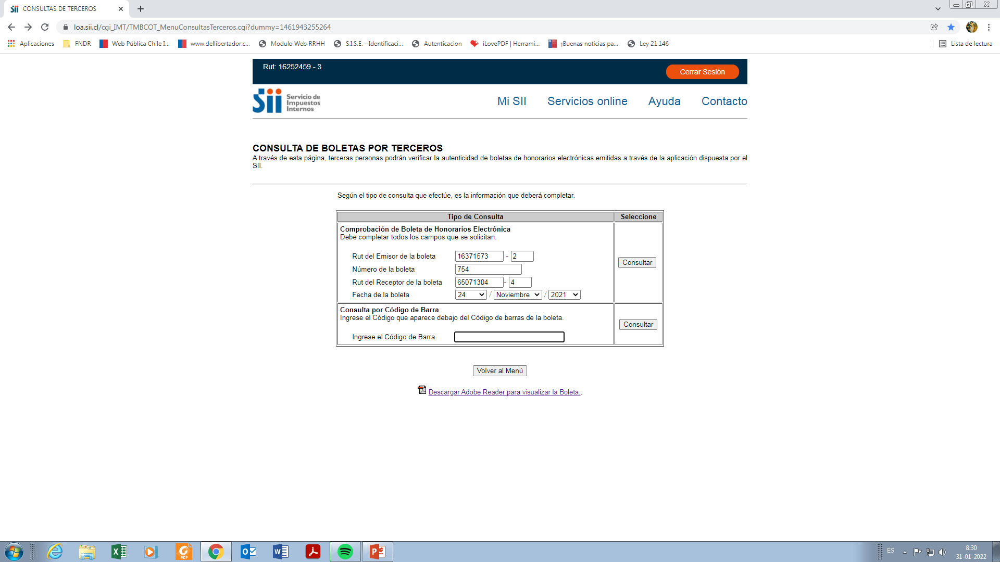 CONSULTAS DE TERCEROS
loa.sii.cl/cgi_IMT/TMBCOT_MenuConsultasTerceros.cgi?dummy=1461943255264
Aplicaciones FNDR Web Pública Chile I... www.dellibertador.c... Modulo Web RRHH S.I.S.E. - Identificaci... Autenticacion iLovePDF | Herrami... ¡Buenas noticias pa... Ley 21.146 Lista de lectura
Rut: 16252459 - 3
Cerrar Sesión
sii Servicio de
Impuestos
Internos
Mi SII Servicios online Ayuda Contacto
CONSULTA DE BOLETAS POR TERCEROS
A través de esta página, terceras personas podrán verificar la autenticidad de boletas de honorarios electrónicas emitidas a través de la aplicación dispuesta por el
SII.
Según el tipo de consulta que efectúe, es la información que deberá completar.
Tipo de Consulta Seleccione
Comprobación de Boleta de Honorarios Electrónica
Debe completar todos los campos que se solicitan.
Rut del Emisor de la boleta 16371573 - 2
Consultar
Número de la boleta 754
Rut del Receptor de la boleta 65071304 - 4
Fecha de la boleta 24 / Noviembre / 2021
Consulta por Código de Barra
Ingrese el Código que aparece debajo del Código de barras de la boleta.
Consultar
Ingrese el Código de Barra
Volver al Menú
Descargar Adobe Reader para visualizar la Boleta..
ES
8:30
31-01-2022